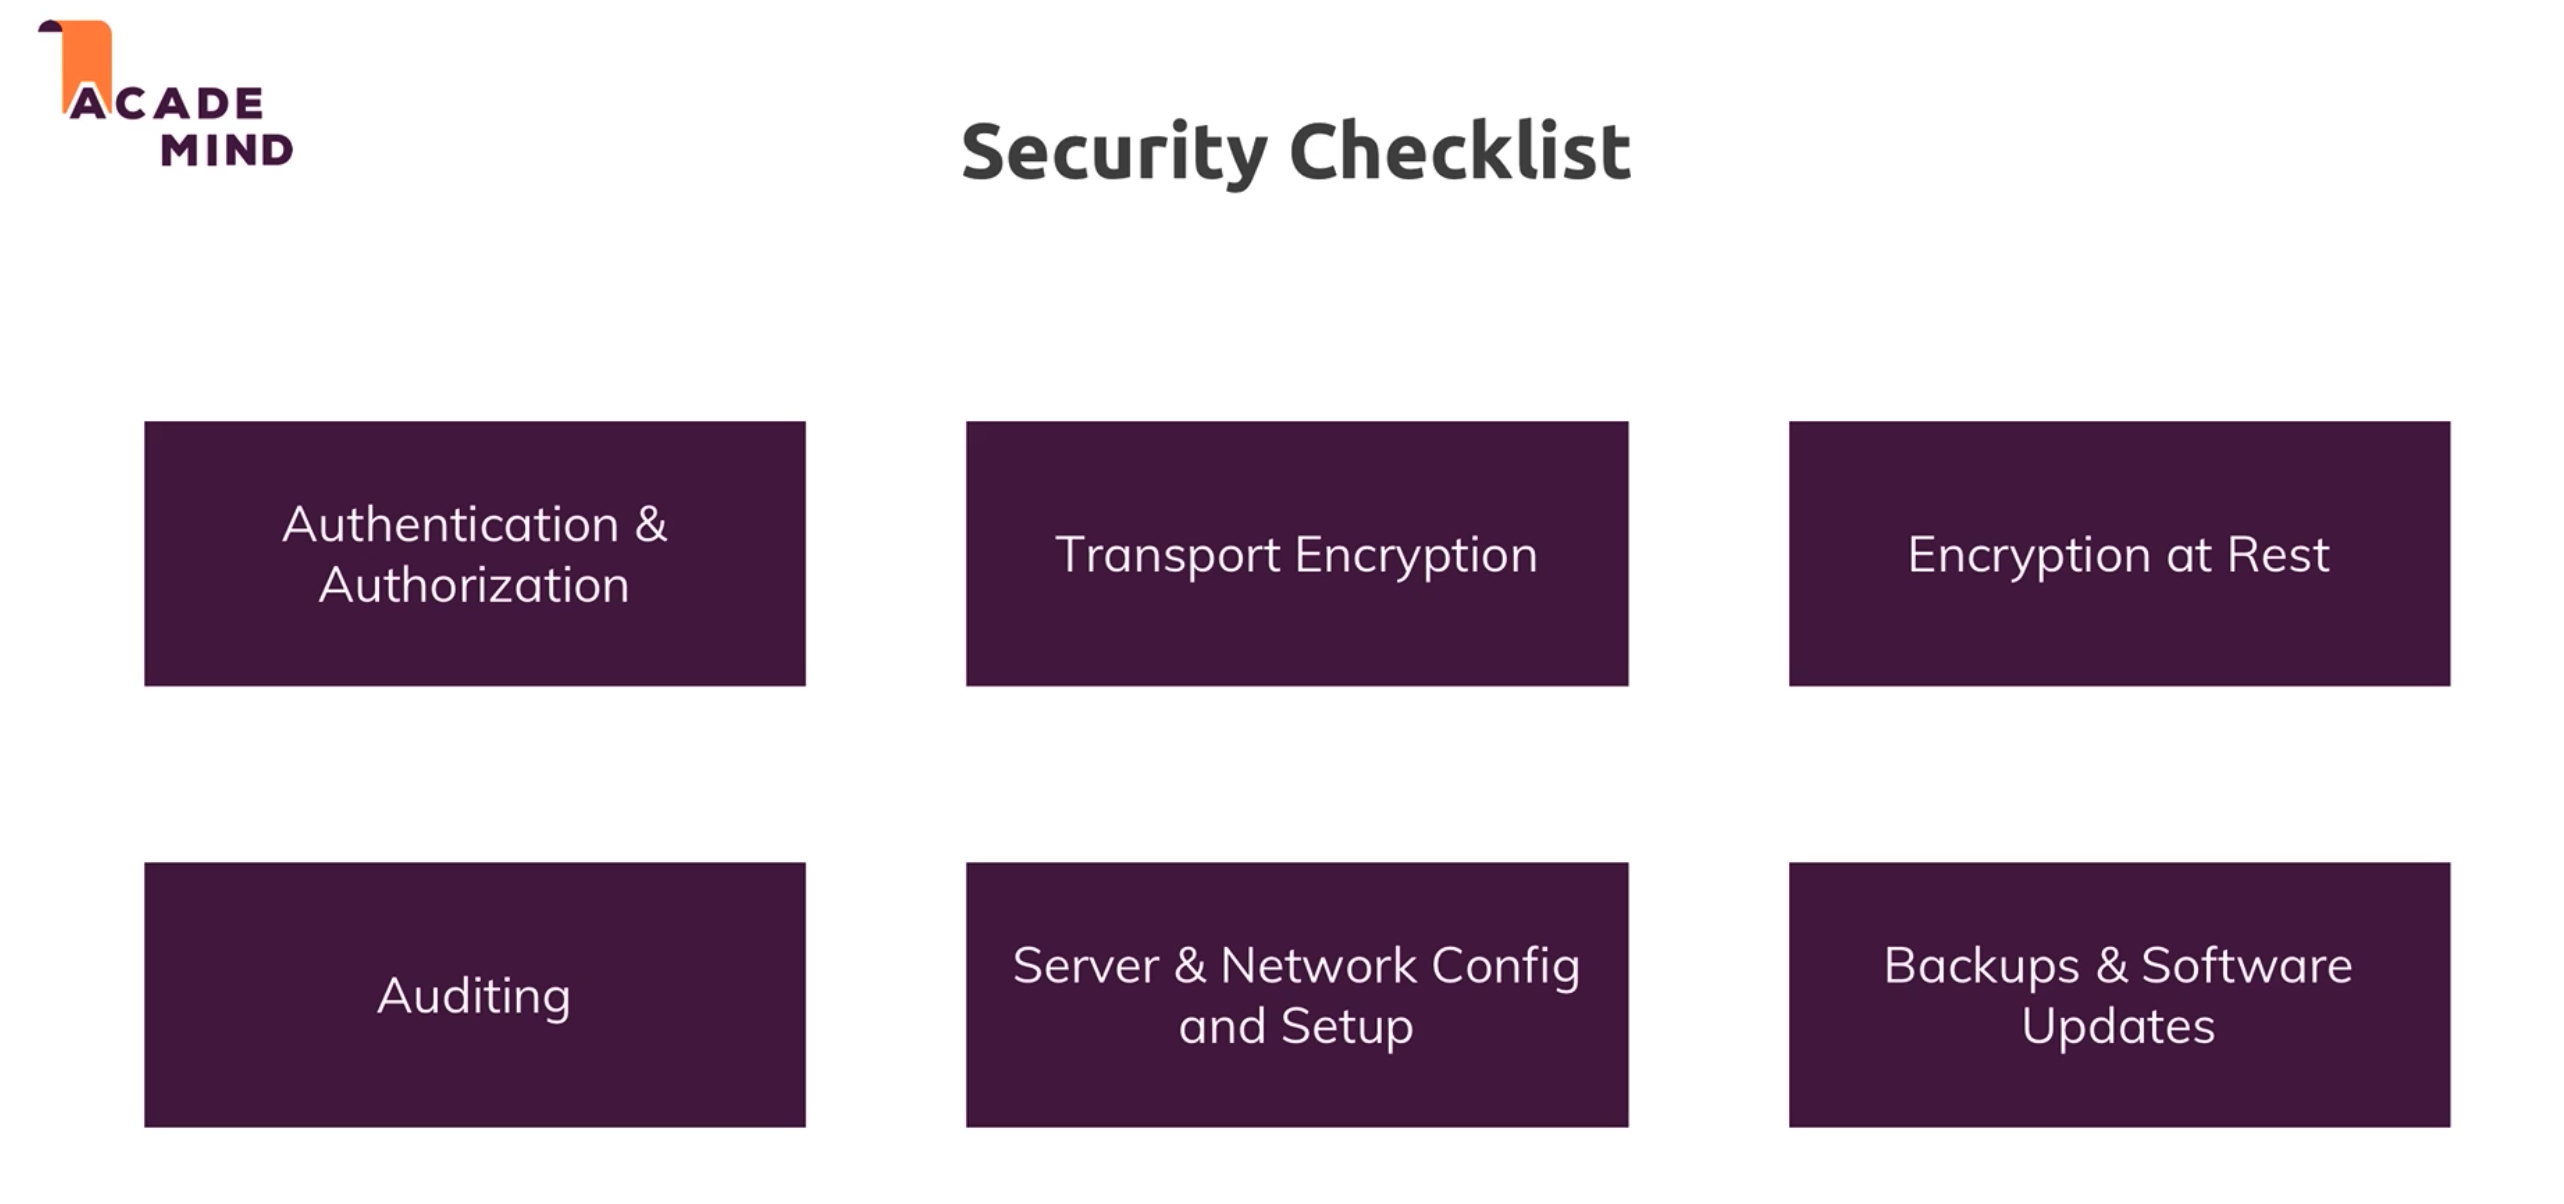 ACADE
MIND
Security Checklist
Authentication &
Authorization
Transport Encryption
Encryption at Rest
Auditing
Server & Network Config
and Setup
Backups & Software
Updates